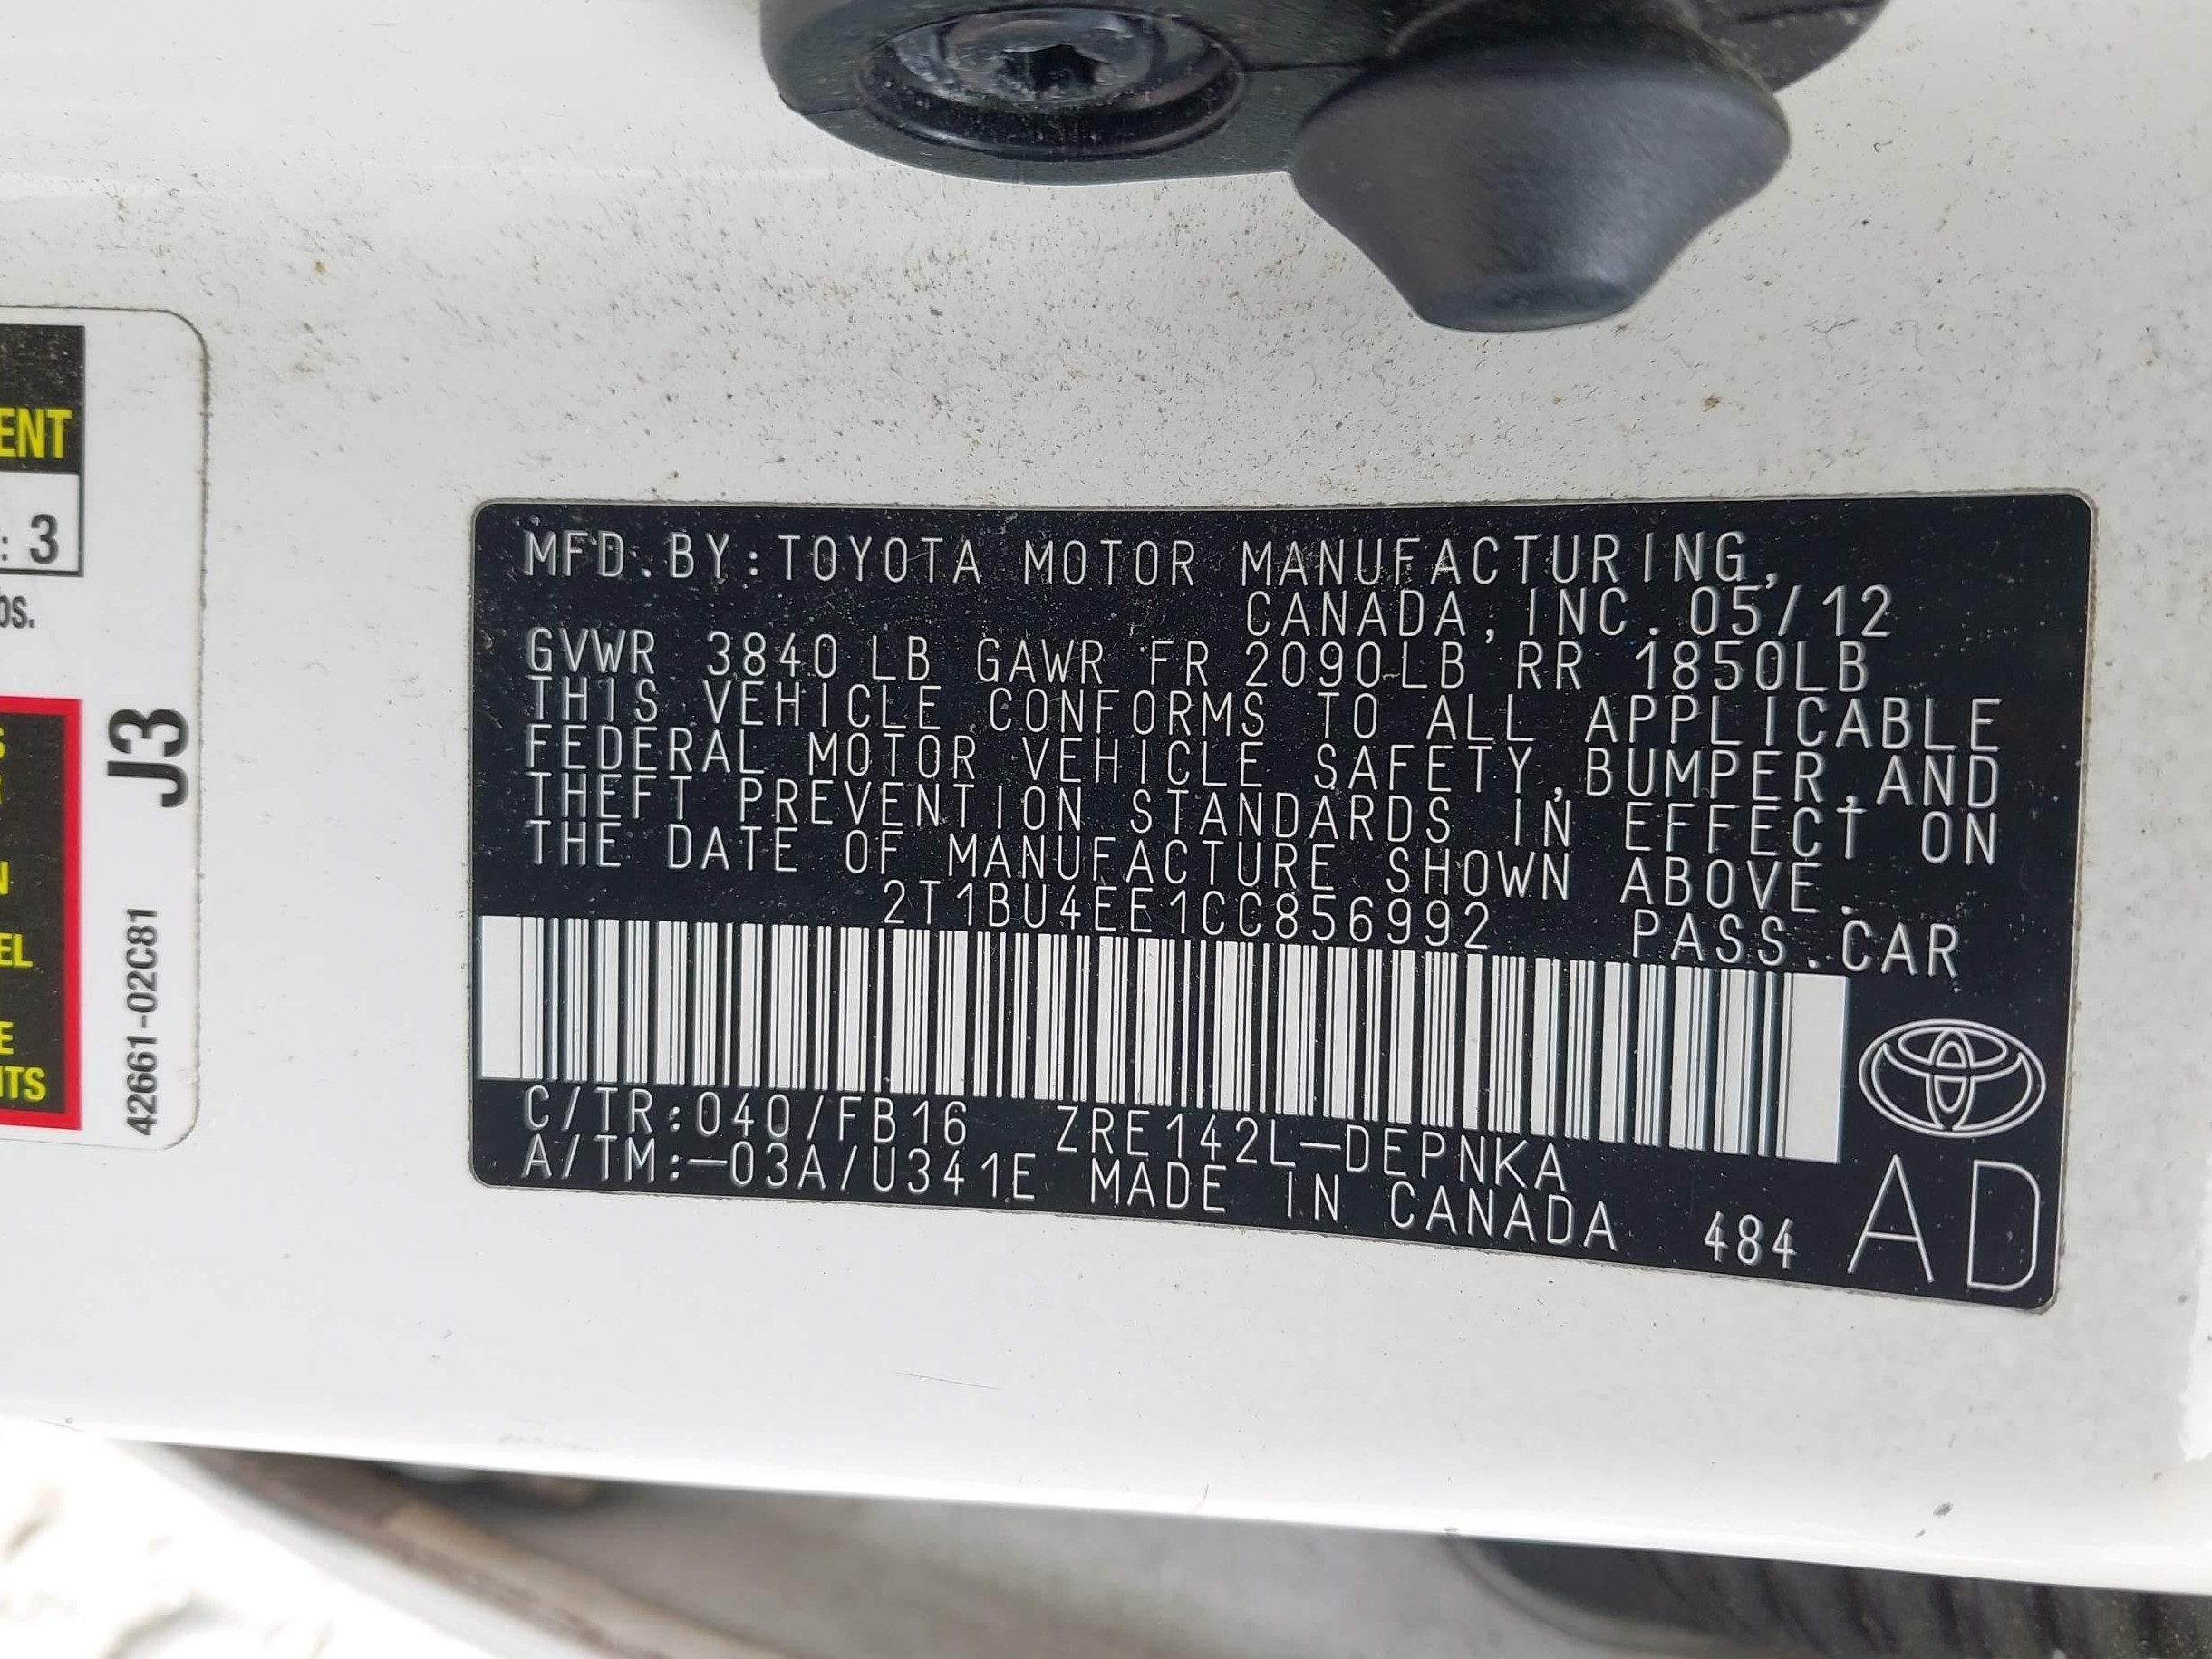 MFD.BY:TOYOTA MOTOR MANUFACTURING,
CANADA, INC. 05/12
GVWR 3840 LB GAWR FR 2090LB RR 1850LB
THIS VEHICLE CONFORMS TO ALL APPLICABLE
FEDERAL MOTOR VEHICLE SAFETY,BUMPER,AND
THEFT PREVENTION STANDARDS IN EFFECT ON
THE DATE OF MANUFACTURE SHOWN ABOVE.
2T1BU4EE1CC856992 PASS.CAR
C/TR:040/FB16 ZRE142L-DEPNKA
A/TM:-03A/U341E MADE IN CANADA 484 AD
: 3
J3
42661-02C81